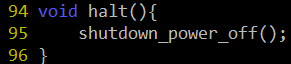 94 void halt(){
95     shutdown_power_off();
96 }